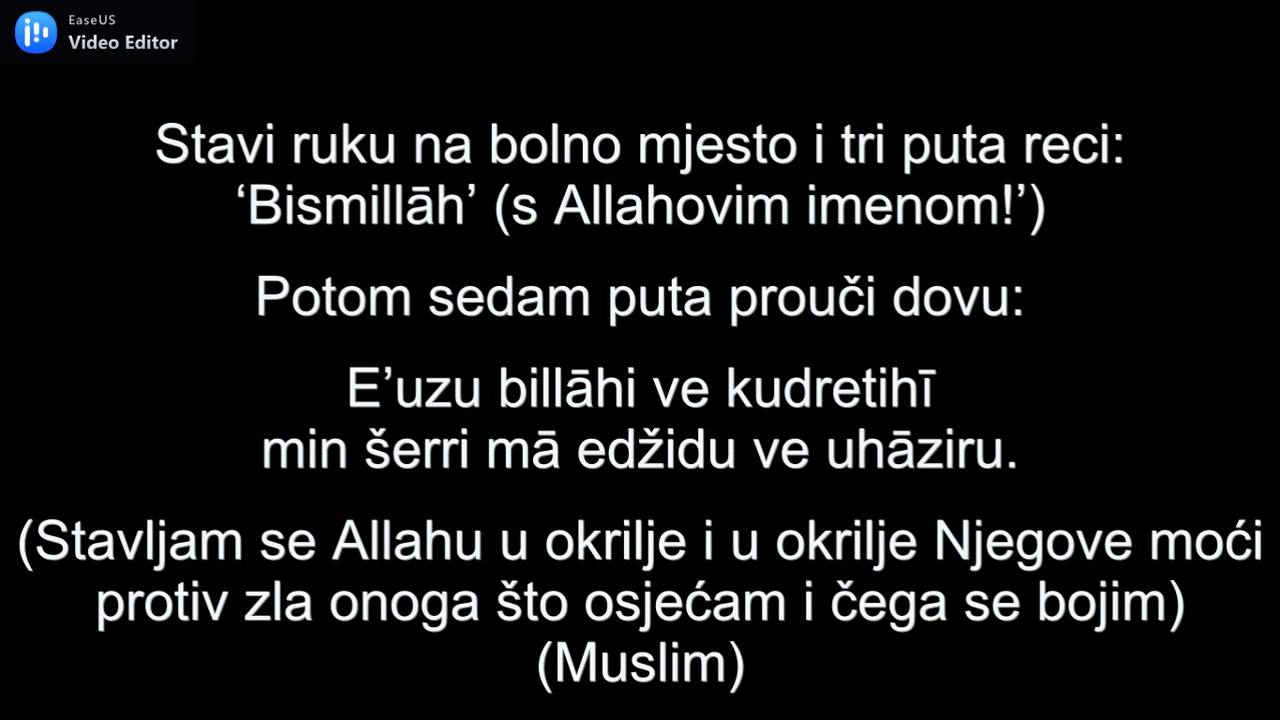 EaseUS
Video Editor
Stavi ruku na bolno mjesto i tri puta reci:
‘Bismillāh’ (s Allahovim imenom!’)
Potom sedam puta prouči dovu:
E’uzu billāhi ve kudretihī
min šerri mā edžidu ve uhāziru.
(Stavljam se Allahu u okrilje i u okrilje Njegove moći
protiv zla onoga što osjećam i čega se bojim)
(Muslim)